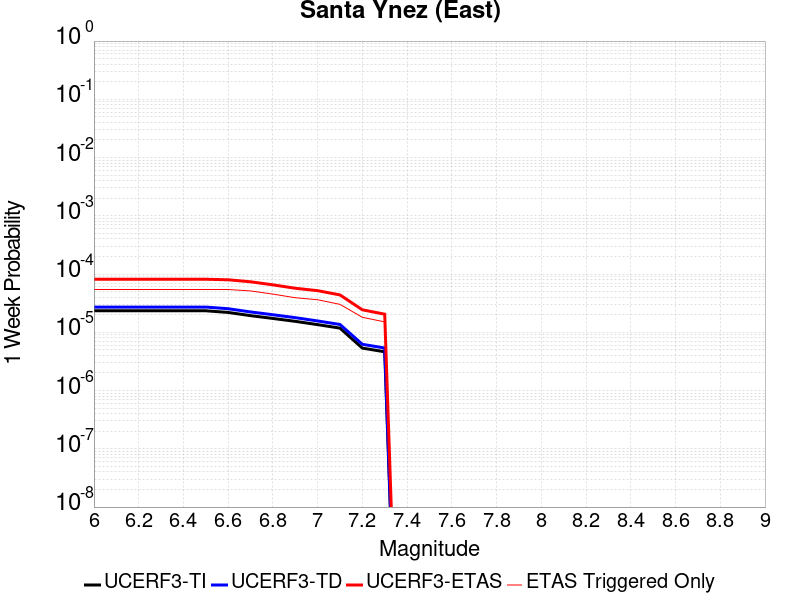 Santa Ynez (East)
10^0
10^-1
10^-2
10^-3
10^-4
10^-5
10^-6
10^-7
10^-8
1 Week Probability
6 6.2 6.4 6.6 6.8 7 7.2 7.4 7.6 7.8 8 8.2 8.4 8.6 8.8 9
Magnitude
UCERF3-TI UCERF3-TD UCERF3-ETAS ETAS Triggered Only